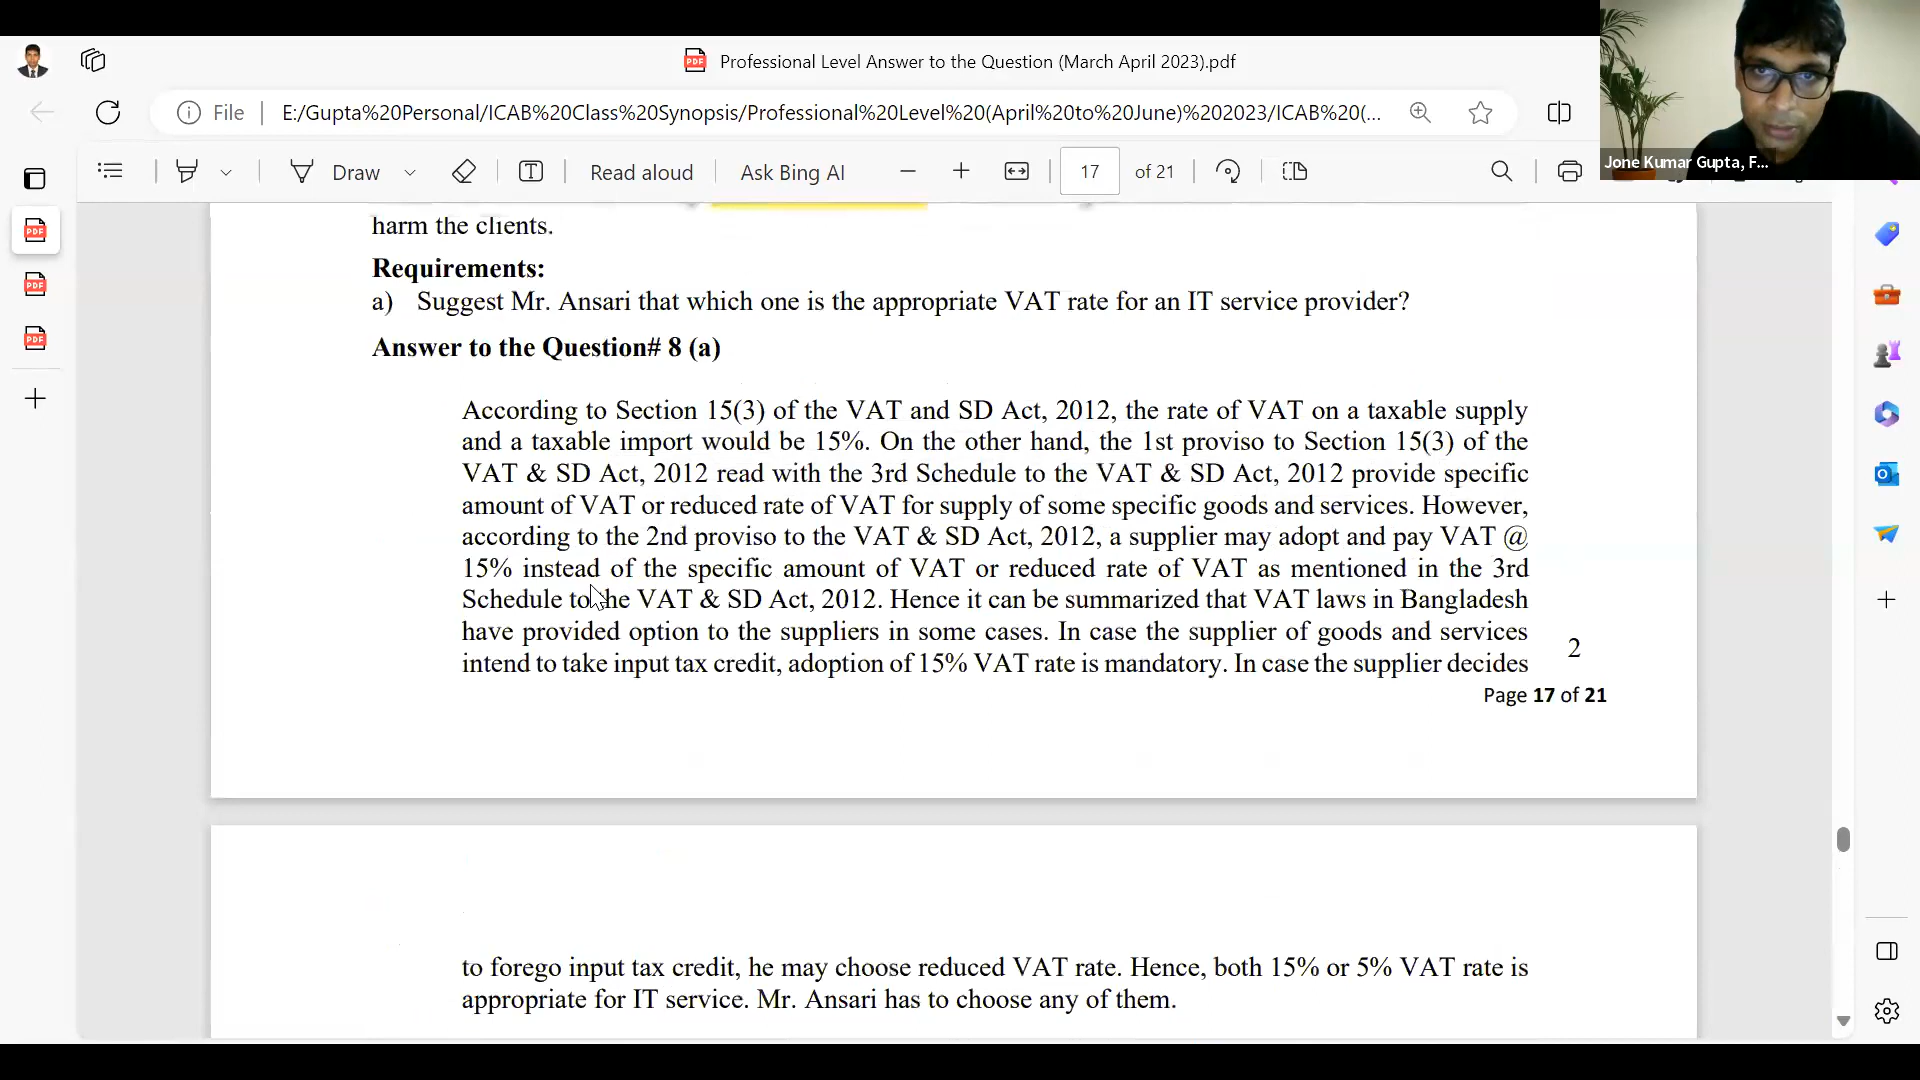 Professional Level Answer to the Question (March April 2023).pdf
File
E:/Gupta%20Personal/ICAB%20Class%20Synopsis/Professional%20Level%20(April%20to%20June)%202023/ICAB%20(...
Jone Kumar Gupta, F...
Draw
Read aloud
Ask Bing AI
17
of 21
harm the clients.
Requirements:
a) Suggest Mr. Ansari that which one is the appropriate VAT rate for an IT service provider?
Answer to the Question# 8 (a)
According to Section 15(3) of the VAT and SD Act, 2012, the rate of VAT on a taxable supply
and a taxable import would be 15%. On the other hand, the 1st proviso to Section 15(3) of the
VAT & SD Act, 2012 read with the 3rd Schedule to the VAT & SD Act, 2012 provide specific
amount of VAT or reduced rate of VAT for supply of some specific goods and services. However,
according to the 2nd proviso to the VAT & SD Act, 2012, a supplier may adopt and pay VAT @
15% instead of the specific amount of VAT or reduced rate of VAT as mentioned in the 3rd
Schedule to the VAT & SD Act, 2012. Hence it can be summarized that VAT laws in Bangladesh
have provided option to the suppliers in some cases. In case the supplier of goods and services
intend to take input tax credit, adoption of 15% VAT rate is mandatory. In case the supplier decides
2
Page 17 of 21
to forego input tax credit, he may choose reduced VAT rate. Hence, both 15% or 5% VAT rate is
appropriate for IT service. Mr. Ansari has to choose any of them.